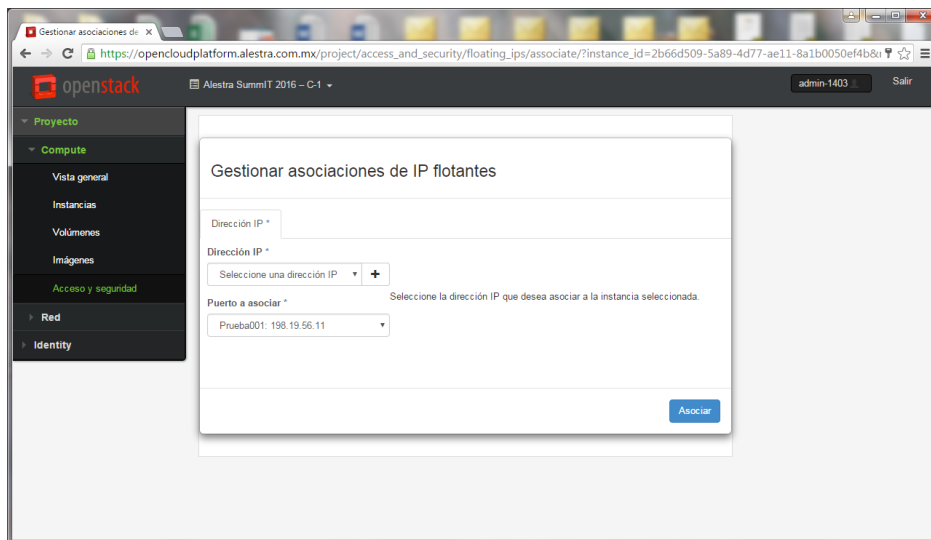 Gestionar asociaciones de
https://opencloudplatform.alestra.com.mx/project/access_and_security/floating_ips/associate/?instance_id=2b66d509-5a89-4d77-ae11-8a1b0050ef4b&
openstack
Alestra SummIT 2016 – C-1
admin-1403
Salir
Proyecto
Compute
Vista general
Instancias
Volúmenes
Imágenes
Acceso y seguridad
Red
Identity
Gestionar asociaciones de IP flotantes
Dirección IP *
Dirección IP *
Seleccione una dirección IP
+
Seleccione la dirección IP que desea asociar a la instancia seleccionada.
Puerto a asociar *
Prueba001: 198.19.56.11
Asociar